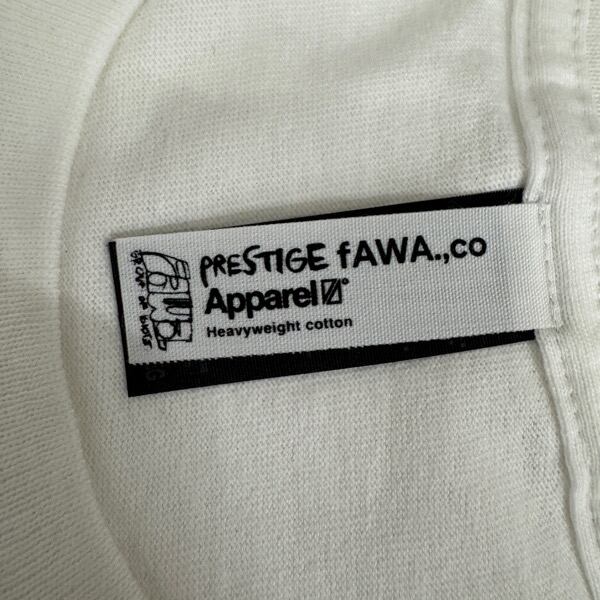 PRESTIGE fAWA.,co
Apparel
Heavyweight cotton